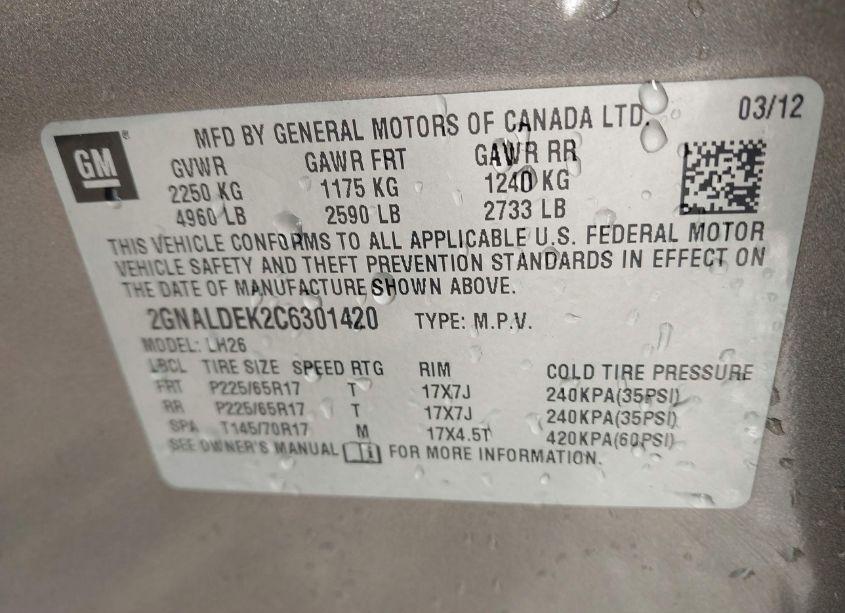 GM
MFD BY GENERAL MOTORS OF CANADA LTD. 03/12
GVWR GAWR FRT GAWR RR
2250 KG 1175 KG 1240 KG
4960 LB 2590 LB 2733 LB
THIS VEHICLE CONFORMS TO ALL APPLICABLE U.S. FEDERAL MOTOR
VEHICLE SAFETY AND THEFT PREVENTION STANDARDS IN EFFECT ON
THE DATE OF MANUFACTURE SHOWN ABOVE.
2GNALDEK2C6301420 TYPE: M.P.V.
MODEL: LH26
LBCL TIRE SIZE SPEED RTG RIM COLD TIRE PRESSURE
FRT P225/65R17 T 17X7J 240KPA(35PSI)
RR P225/65R17 T 17X7J 240KPA(35PSI)
SPA T145/70R17 M 17X4.5T 420KPA(60PSI)
SEE OWNER'S MANUAL i FOR MORE INFORMATION.